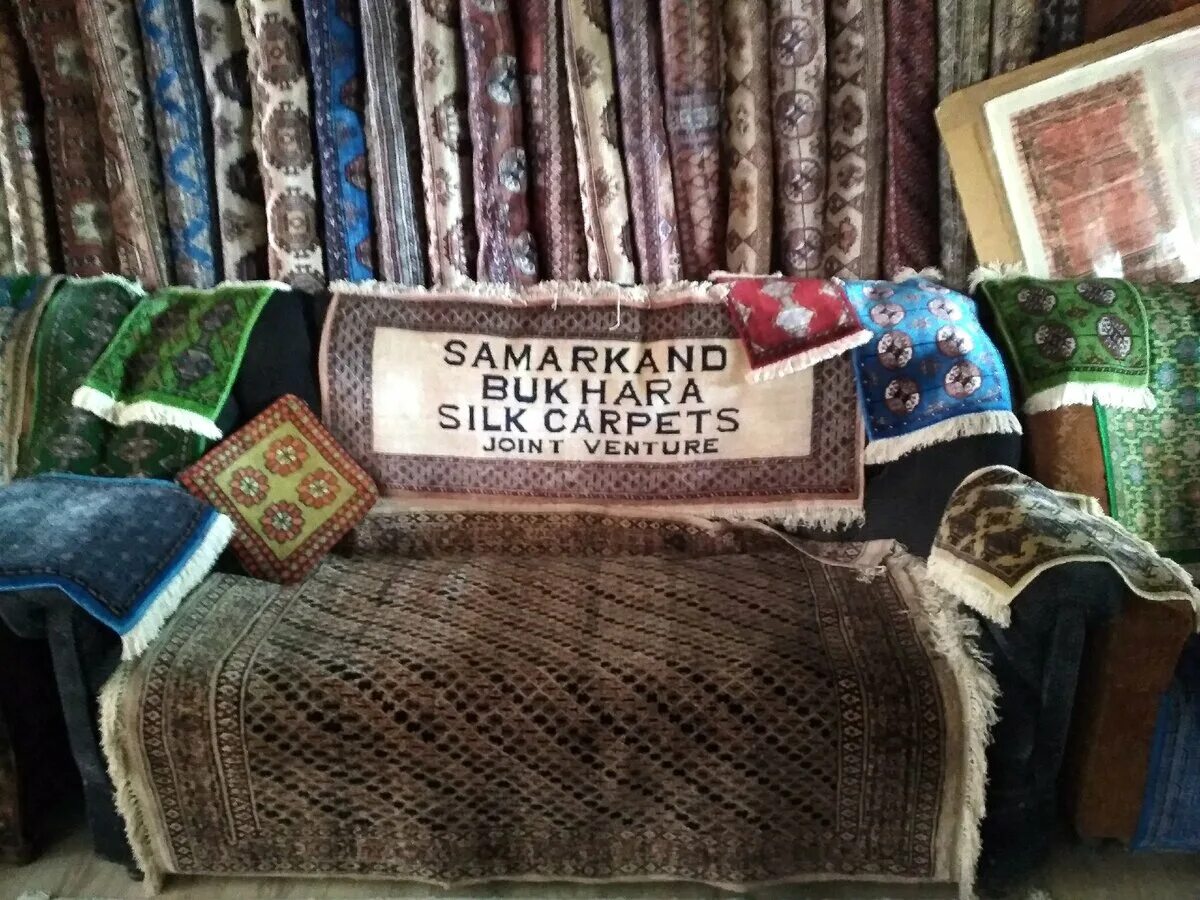 SAMARKAND
BUKHARA
SILK CARPETS
JOINT VENTURE